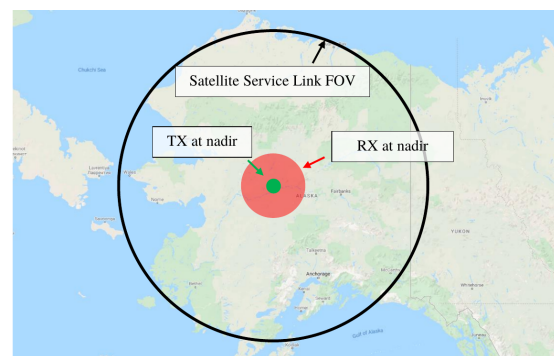 Chukchi Sea
Satellite Service Link FOV
TX at nadir
RX at nadir
ALASKA
Fairbanks
Nome
YUKON
Anchorage
Whitehorse
Gulf of Alaska